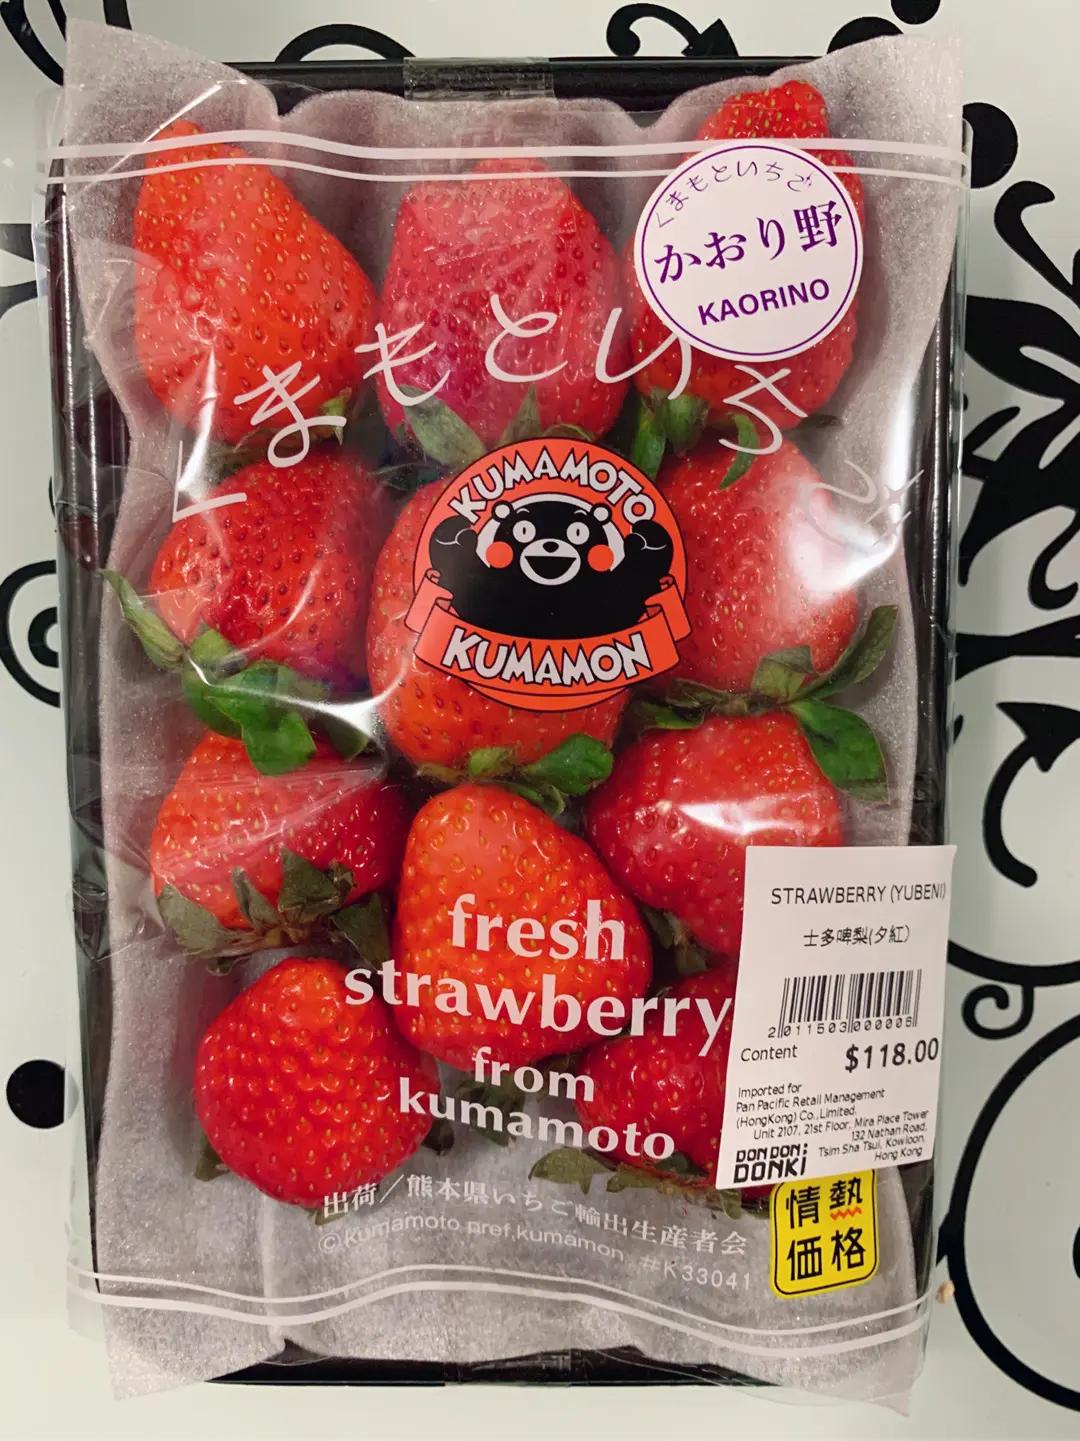 くまもといちご
かおり野
KAORINO
くまもといちご
KUMAMOTO
KUMAMON
fresh
strawberry
from
kumamoto
出荷／熊本県いちご輸出生産者会
©Kumamoto pref.kumamon #K33041
STRAWBERRY (YUBENI)
士多啤梨(夕紅)
2 011503 000006
Content
$118.00
Imported for
Pan Pacific Retail Management
(HongKong) Co., Limited.
Unit 2107, 21st Floor, Mira Place Tower
132 Nathan Road,
Tsim Sha Tsui, Kowloon,
Hong Kong
DON DON
DONKI
情熱
価格